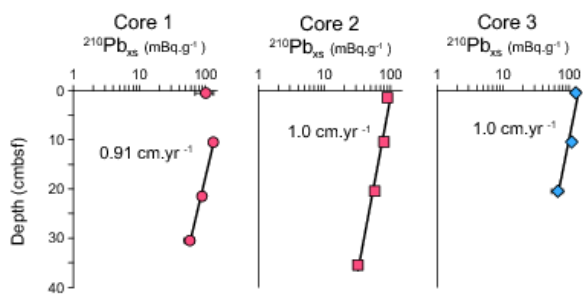 Core 1 Core 2 Core 3
²¹⁰Pbₓₛ (mBq.g⁻¹) ²¹⁰Pbₓₛ (mBq.g⁻¹) ²¹⁰Pbₓₛ (mBq.g⁻¹)
1 10 100 1 10 100 1 10 100
0
10
0.91 cm.yr ⁻¹ 1.0 cm.yr ⁻¹ 1.0 cm.yr ⁻¹
20
30
40
Depth (cmbsf)